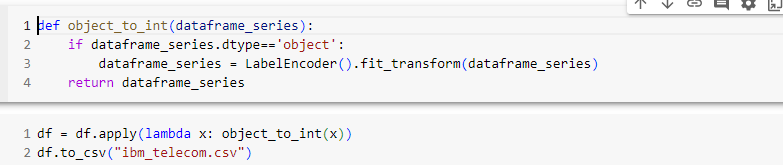 1 def object_to_int(dataframe_series):
2     if dataframe_series.dtype=='object':
3         dataframe_series = LabelEncoder().fit_transform(dataframe_series)
4     return dataframe_series
1 df = df.apply(lambda x: object_to_int(x))
2 df.to_csv("ibm_telecom.csv")